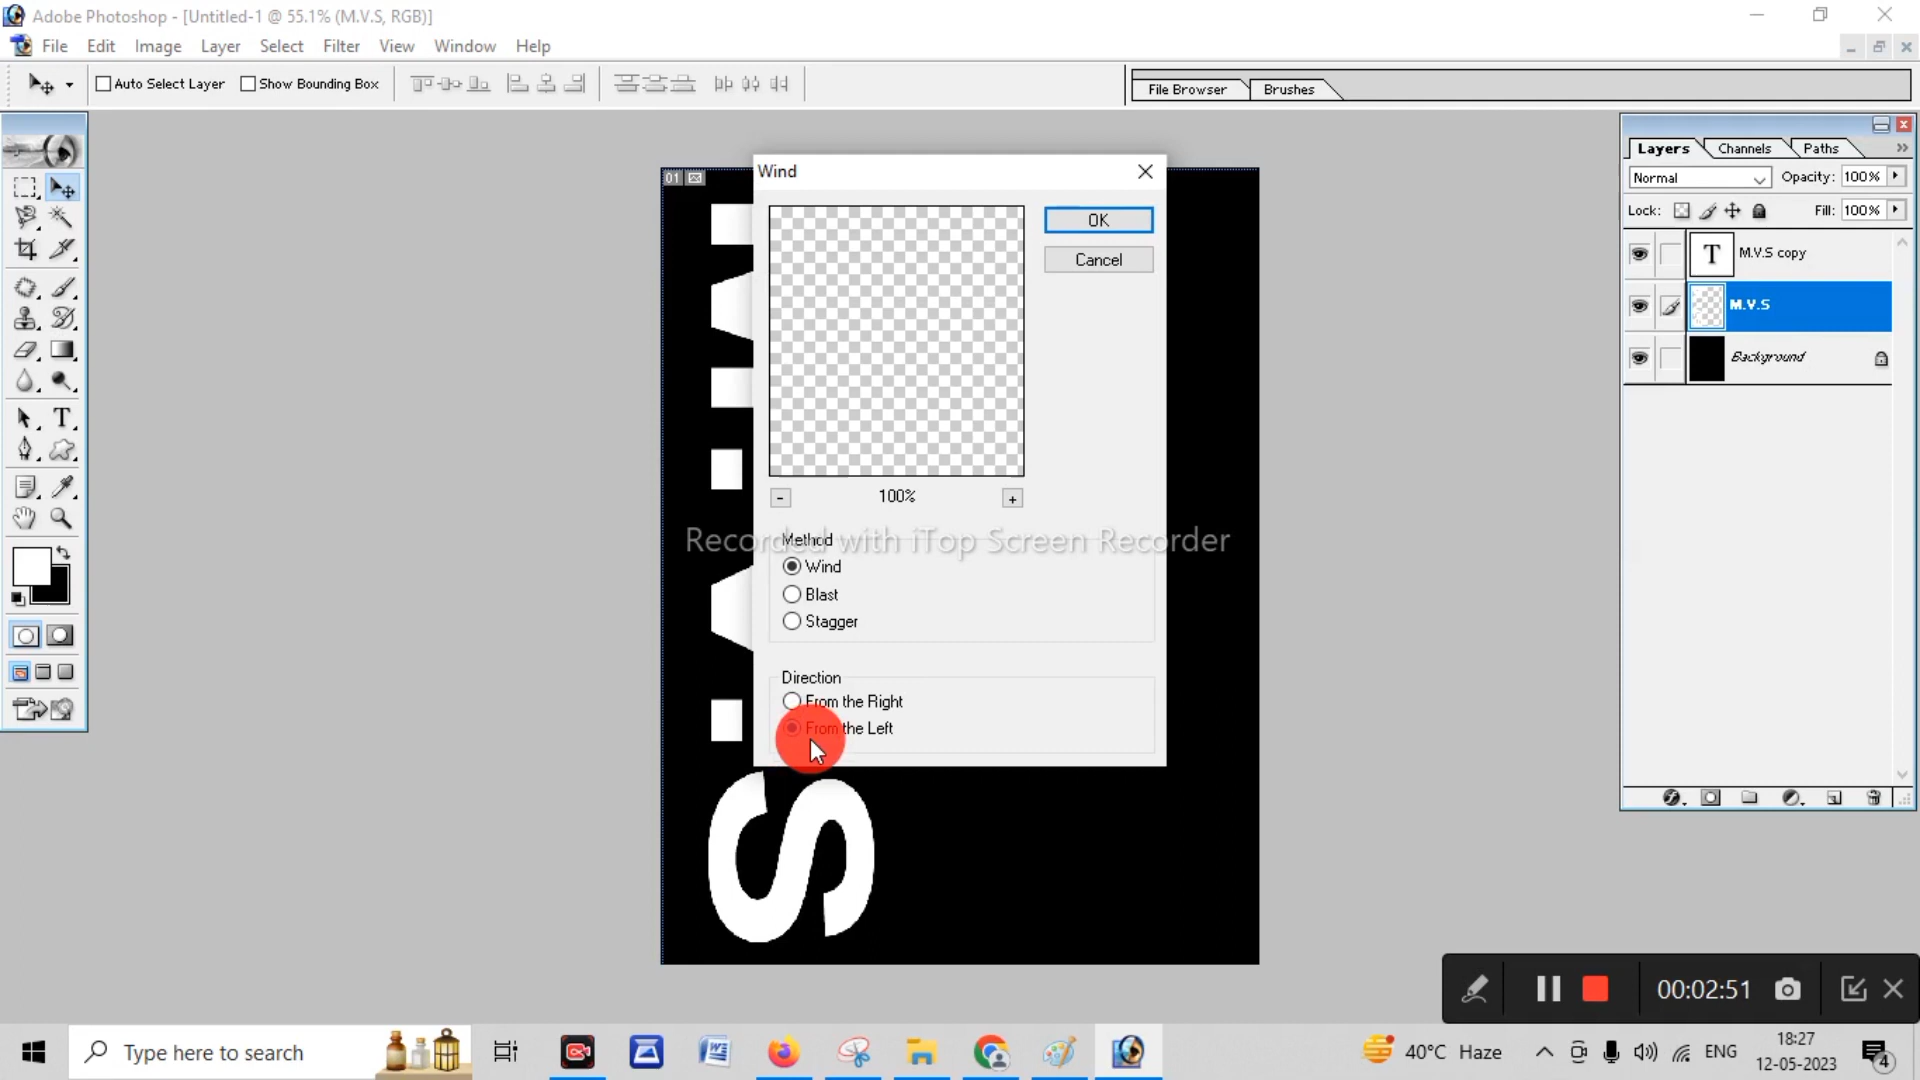 Adobe Photoshop - [Untitled-1 @ 55.1% (M.V.S, RGB)]
File Edit Image Layer Select Filter View Window Help
Auto Select Layer Show Bounding Box File Browser Brushes
01
Wind
OK
Cancel
100%
Method
Wind
Blast
Stagger
Direction
From the Right
From the Left
Recorded with iTop Screen Recorder
S
Layers Channels Paths
Normal Opacity: 100%
Lock: Fill: 100%
T M.V.S copy
M.V.S
Background
00:02:51
Type here to search
40°C Haze ENG 18:27
12-05-2023
4